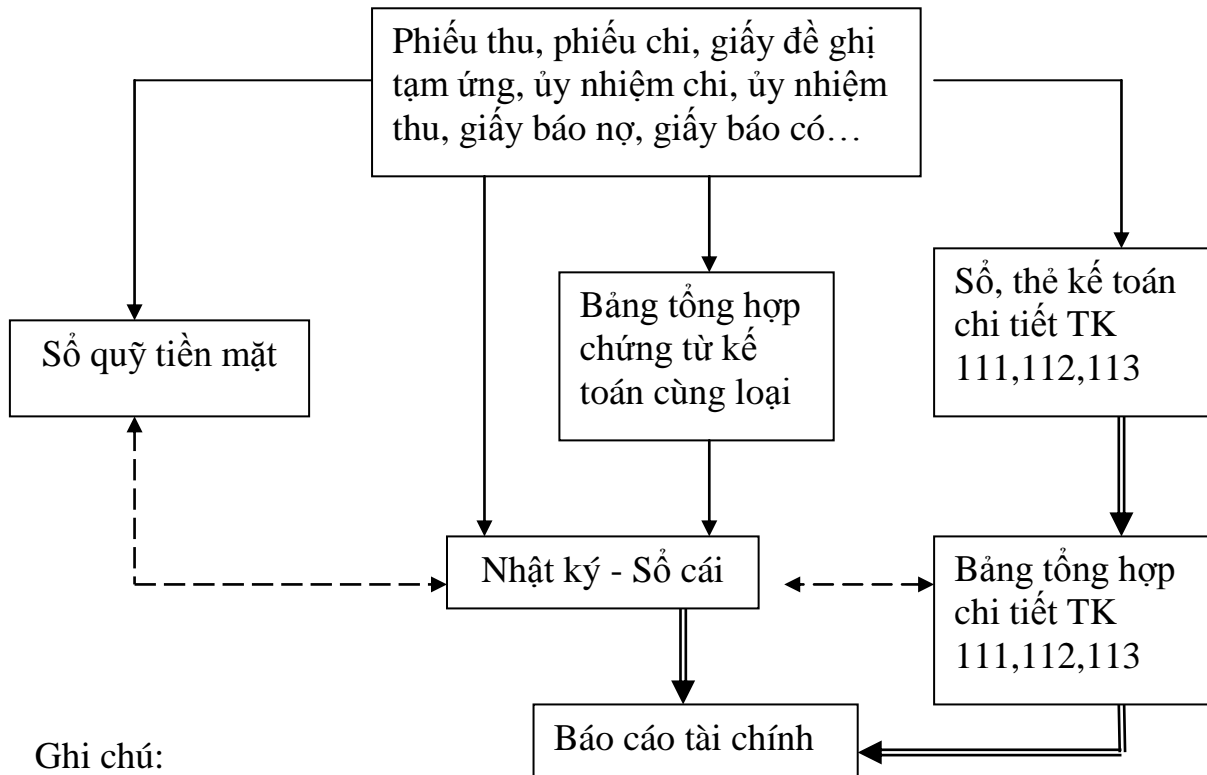 Phiếu thu, phiếu chi, giấy đề ghị
tạm ứng, ủy nhiệm chi, ủy nhiệm
thu, giấy báo nợ, giấy báo có…
Sổ quỹ tiền mặt
Bảng tổng hợp
chứng từ kế
toán cùng loại
Sổ, thẻ kế toán
chi tiết TK
111,112,113
Nhật ký - Sổ cái
Bảng tổng hợp
chi tiết TK
111,112,113
Báo cáo tài chính
Ghi chú: